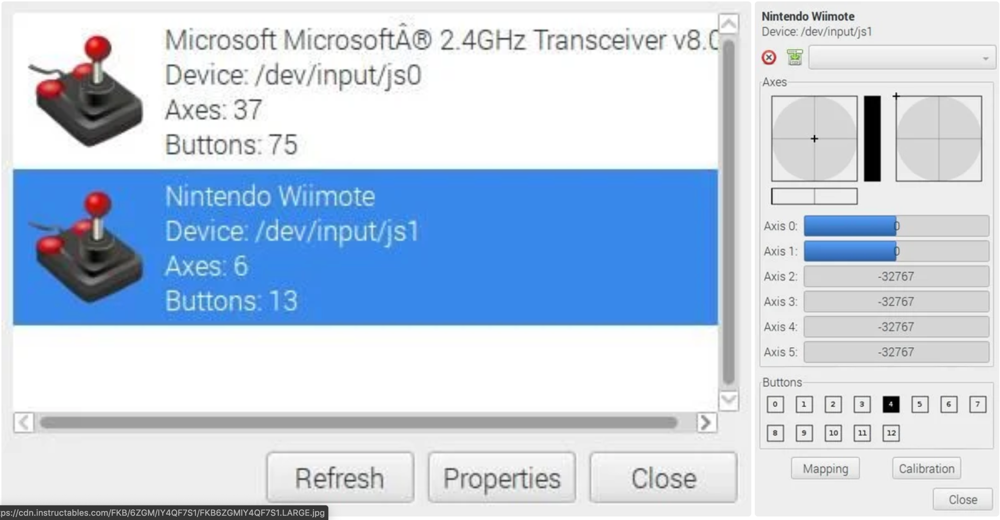 Microsoft MicrosoftÂ® 2.4GHz Transceiver v8.0
Device: /dev/input/js0
Axes: 37
Buttons: 75
Nintendo Wiimote
Device: /dev/input/js1
Axes: 6
Buttons: 13
Refresh Properties Close
ps://cdn.instructables.com/FKB/6ZGM/IY4QF7S1/FKB6ZGMIY4QF7S1.LARGE.jpg
Nintendo Wiimote
Device: /dev/input/js1
Axes
Axis 0: 0
Axis 1: 0
Axis 2: -32767
Axis 3: -32767
Axis 4: -32767
Axis 5: -32767
Buttons
0 1 2 3 4 5 6 7
8 9 10 11 12
Mapping Calibration
Close